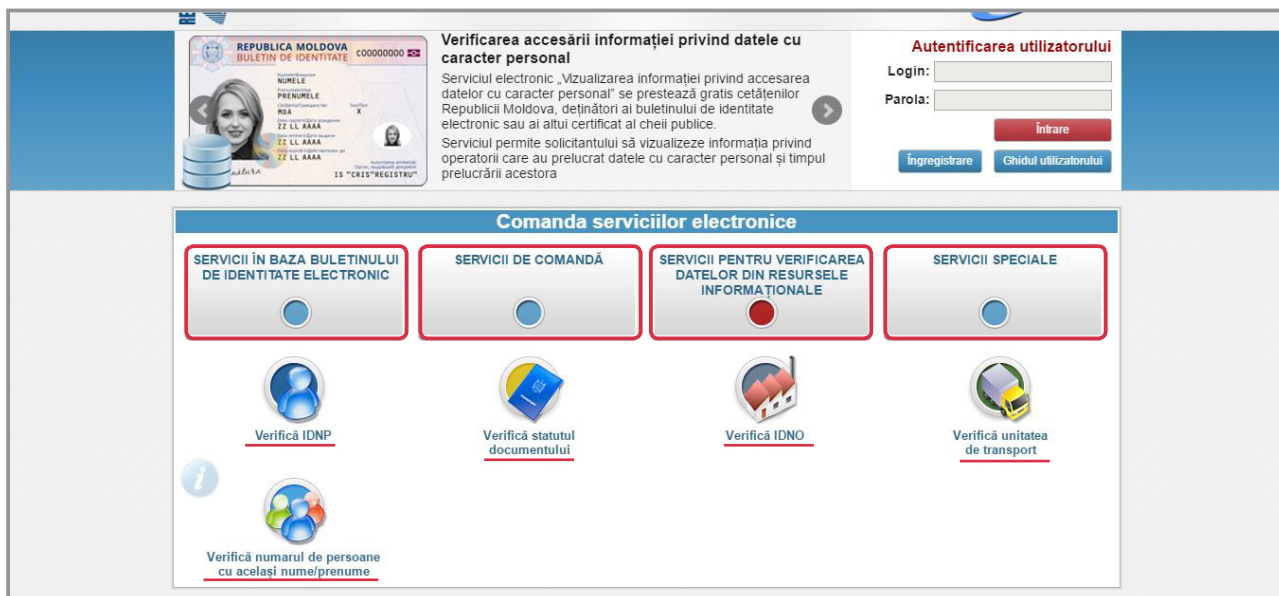 RE
REPUBLICA MOLDOVA
BULETIN DE IDENTITATE
C00000000
NUMELE
PRENUMELE
MDA
X
ZZ LL AAAA
ZZ LL AAAA
ZZ LL AAAA
IS "CRIS"REGISTRU"
Verificarea accesării informației privind datele cu
caracter personal
Serviciul electronic „Vizualizarea informației privind accesarea
datelor cu caracter personal” se prestează gratis cetățenilor
Republicii Moldova, deținători ai buletinului de identitate
electronic sau ai altui certificat al cheii publice.
Serviciul permite solicitantului să vizualizeze informația privind
operatorii care au prelucrat datele cu caracter personal și timpul
prelucrării acestora
Autentificarea utilizatorului
Login:
Parola:
Întrare
Îngregistrare
Ghidul utilizatorului
Comanda serviciilor electronice
SERVICII ÎN BAZA BULETINULUI
DE IDENTITATE ELECTRONIC
SERVICII DE COMANDĂ
SERVICII PENTRU VERIFICAREA
DATELOR DIN RESURSELE
INFORMAȚIONALE
SERVICII SPECIALE
Verifică IDNP
Verifică statutul
documentului
Verifică IDNO
Verifică unitatea
de transport
i
Verifică numarul de persoane
cu același nume/prenume